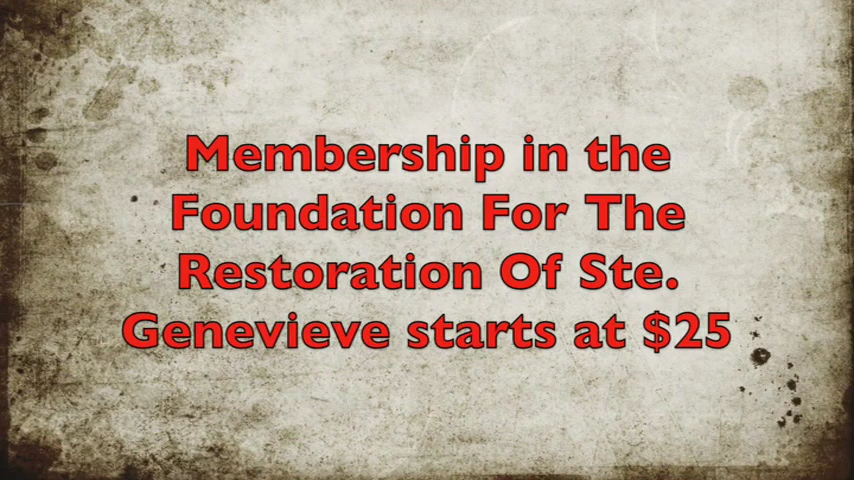 Membership in the
Foundation For The
Restoration Of Ste.
Genevieve starts at $25